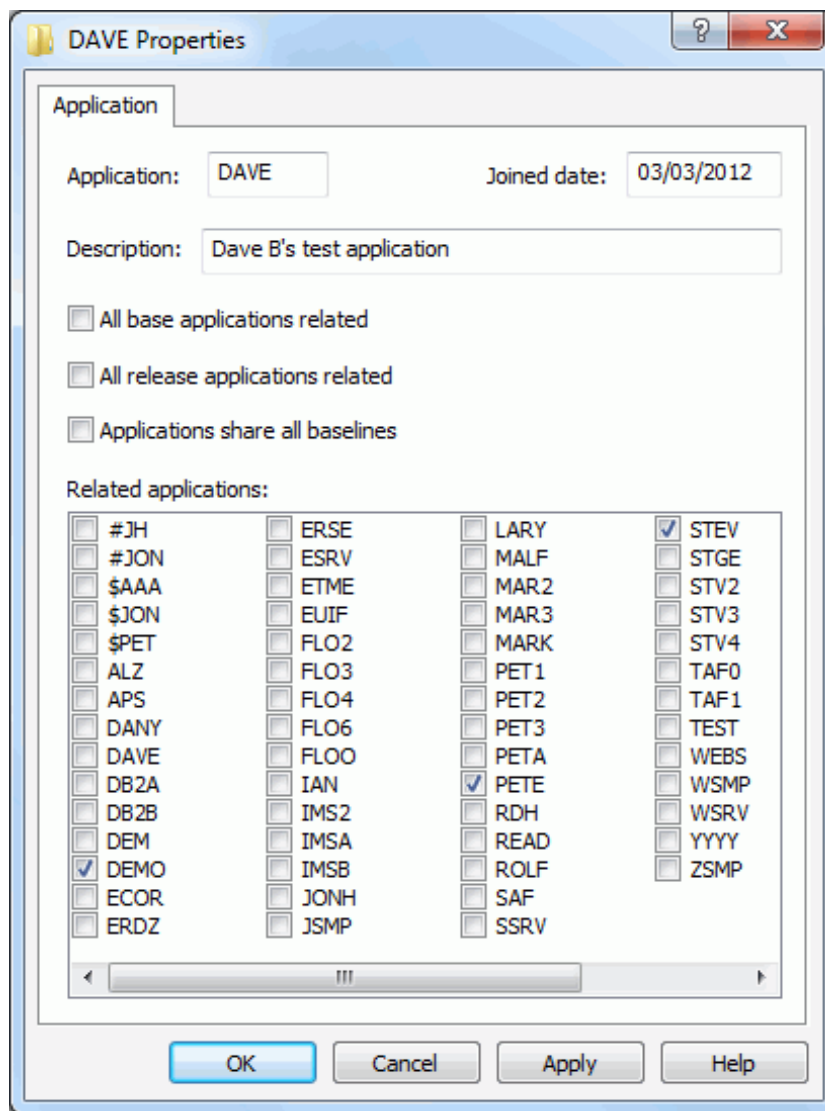 DAVE Properties
Application
Application: DAVE Joined date: 03/03/2012
Description: Dave B's test application
All base applications related
All release applications related
Applications share all baselines
Related applications:
#JH ERSE LARY STEV
#JON ESRV MALF STGE
$AAA ETME MAR2 STV2
$JON EUIF MAR3 STV3
$PET FLO2 MARK STV4
ALZ FLO3 PET1 TAF0
APS FLO4 PET2 TAF1
DANY FLO6 PET3 TEST
DAVE FLOO PETA WEBS
DB2A IAN PETE WSMP
DB2B IMS2 RDH WSRV
DEM IMSA READ YYYY
DEMO IMSB ROLF ZSMP
ECOR JONH SAF
ERDZ JSMP SSRV
OK Cancel Apply Help